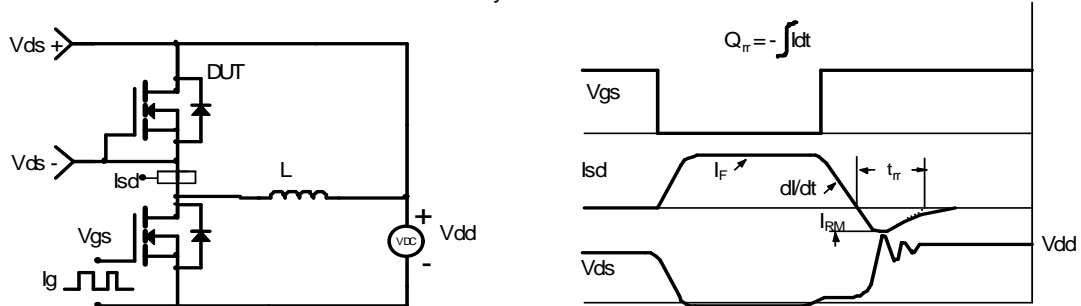 Vds +
DUT
Vds -
Isd
L
Vgs
+
VDC
Vdd
-
Ig
Qrr = - ∫Idt
Vgs
Isd
IF
dI/dt
trr
IRM
Vdd
Vds